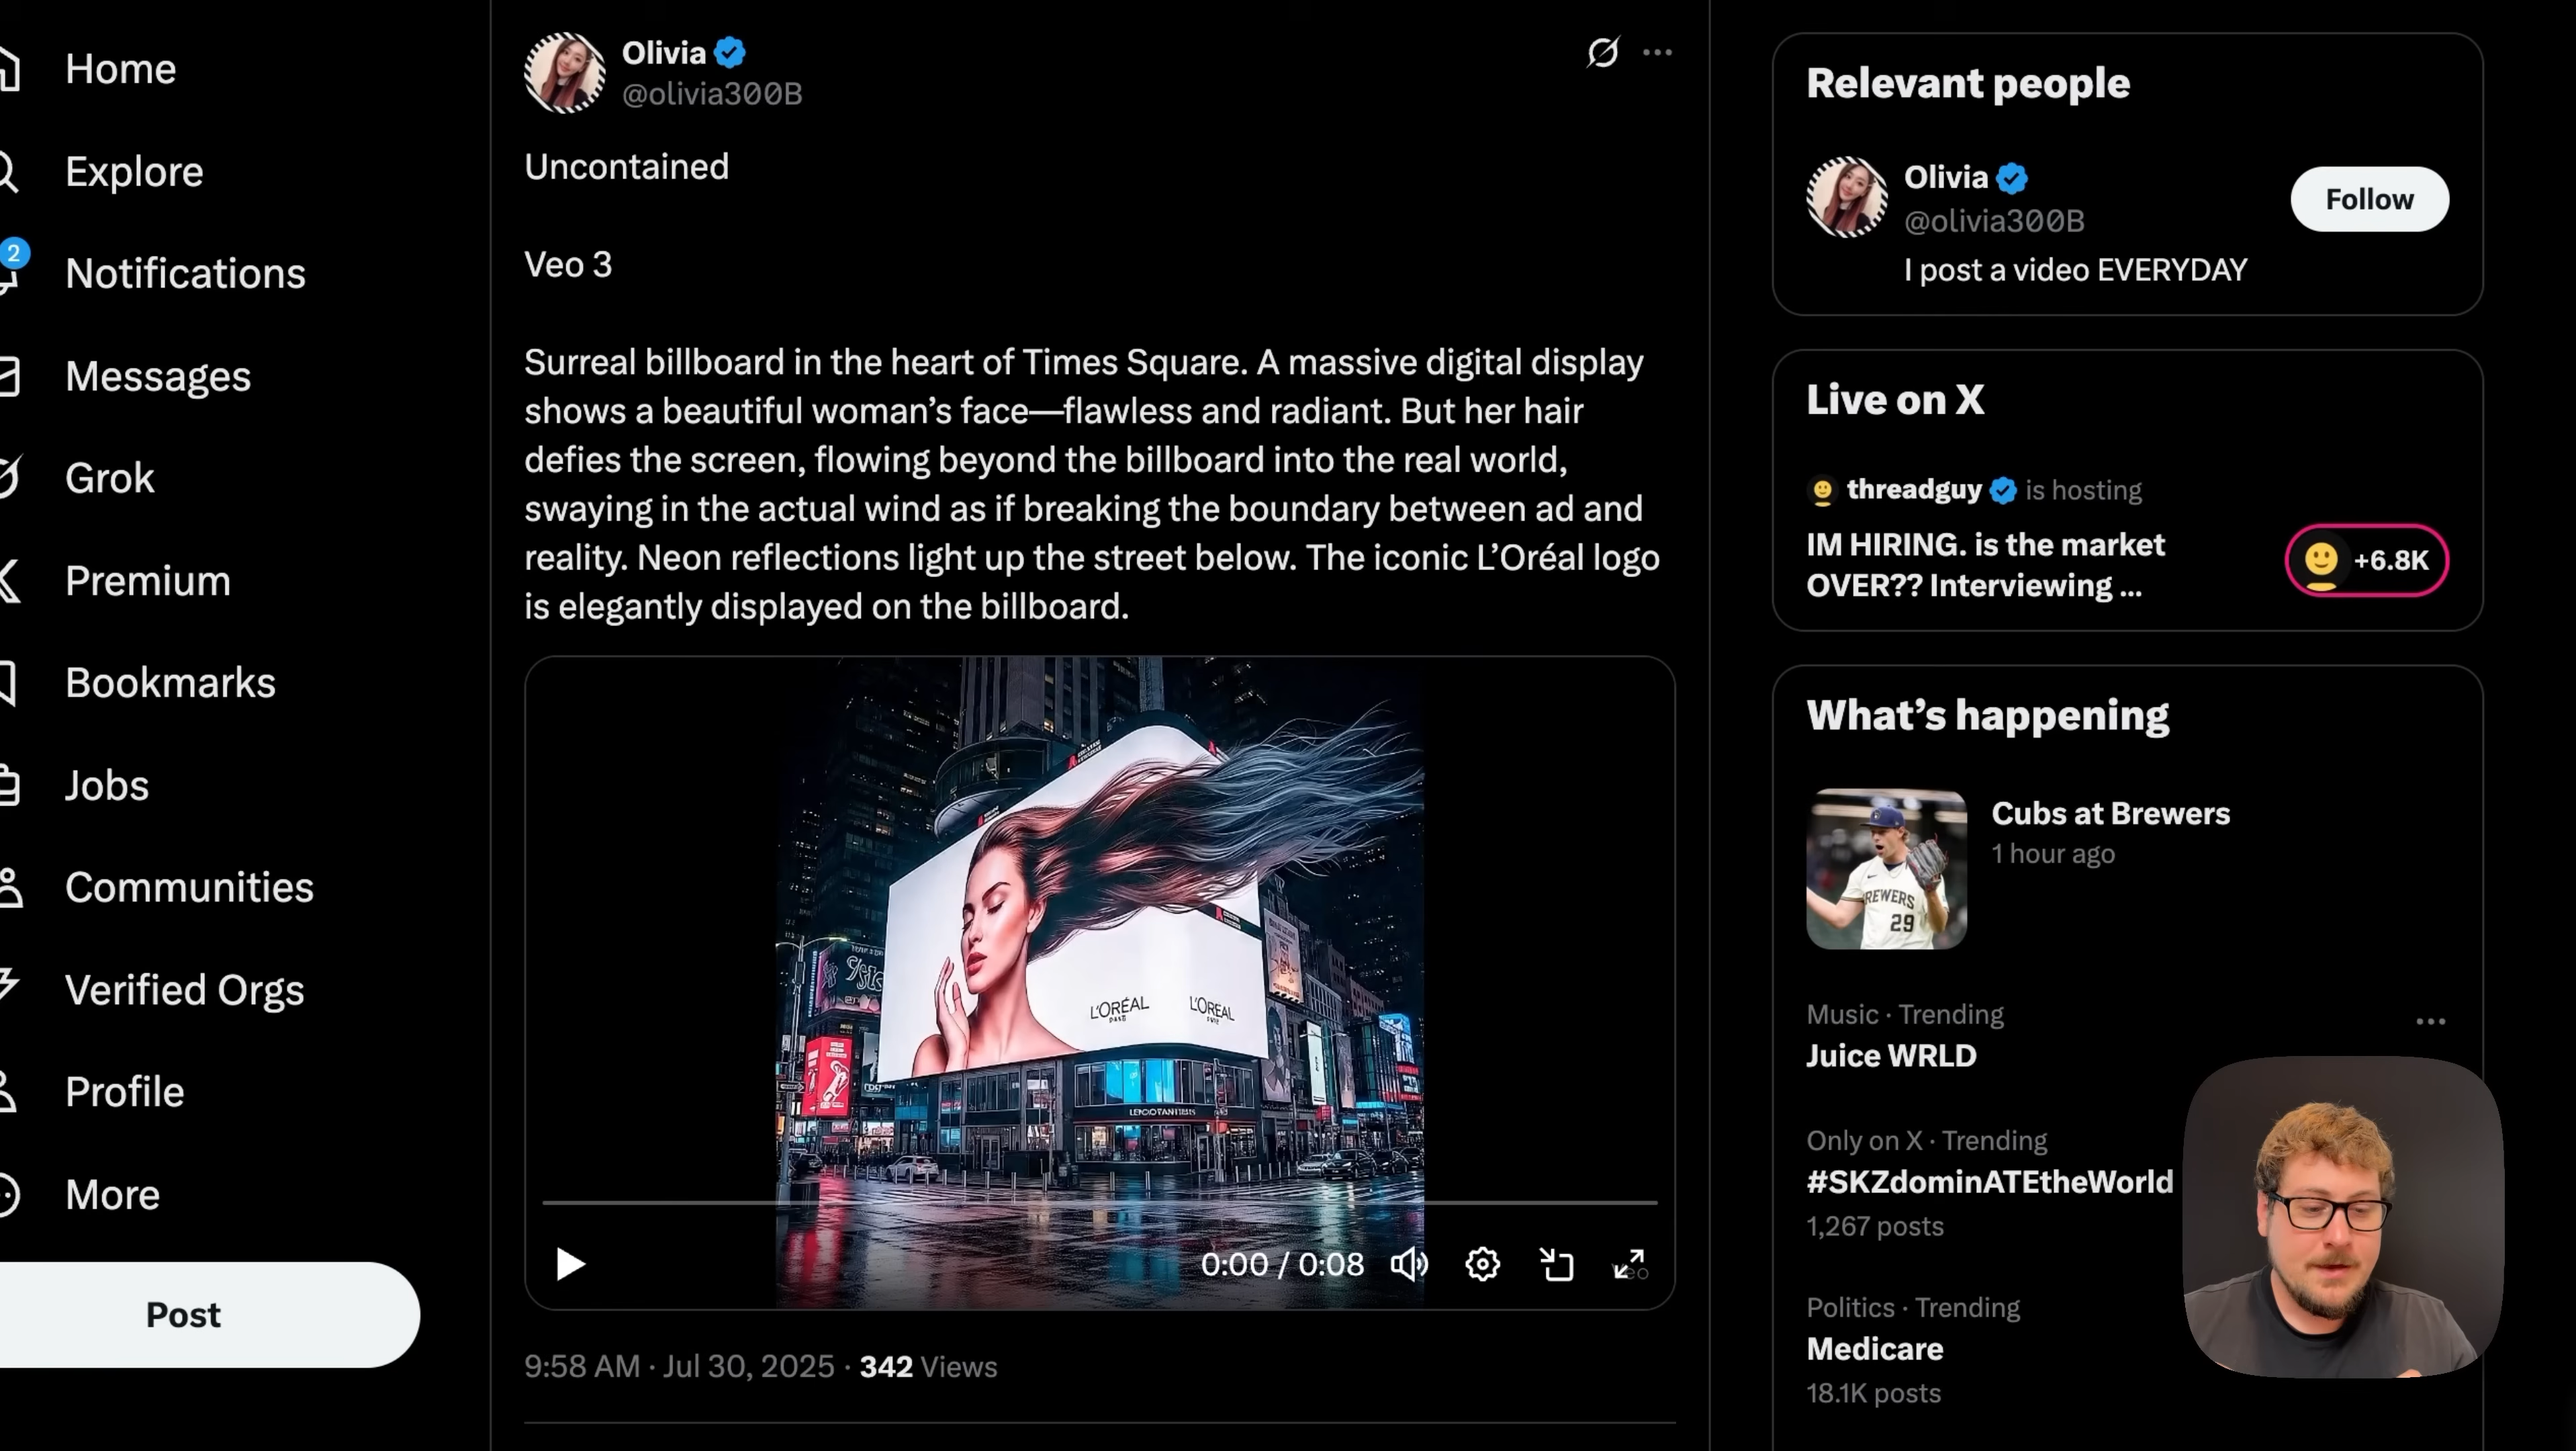 Home
Explore
2
Notifications
Messages
Grok
Premium
Bookmarks
Jobs
Communities
Verified Orgs
Profile
More
Post
Olivia
@olivia300B
Uncontained
Veo 3
Surreal billboard in the heart of Times Square. A massive digital display
shows a beautiful woman’s face—flawless and radiant. But her hair
defies the screen, flowing beyond the billboard into the real world,
swaying in the actual wind as if breaking the boundary between ad and
reality. Neon reflections light up the street below. The iconic L’Oréal logo
is elegantly displayed on the billboard.
L'ORÉAL
L'ORÉAL
0:00 / 0:08
9:58 AM · Jul 30, 2025 · 342 Views
Relevant people
Olivia
@olivia300B
Follow
I post a video EVERYDAY
Live on X
threadguy is hosting
IM HIRING. is the market
OVER?? Interviewing ...
+6.8K
What’s happening
Cubs at Brewers
1 hour ago
BREWERS
29
Music · Trending
Juice WRLD
Only on X · Trending
#SKZdominATEtheWorld
1,267 posts
Politics · Trending
Medicare
18.1K posts